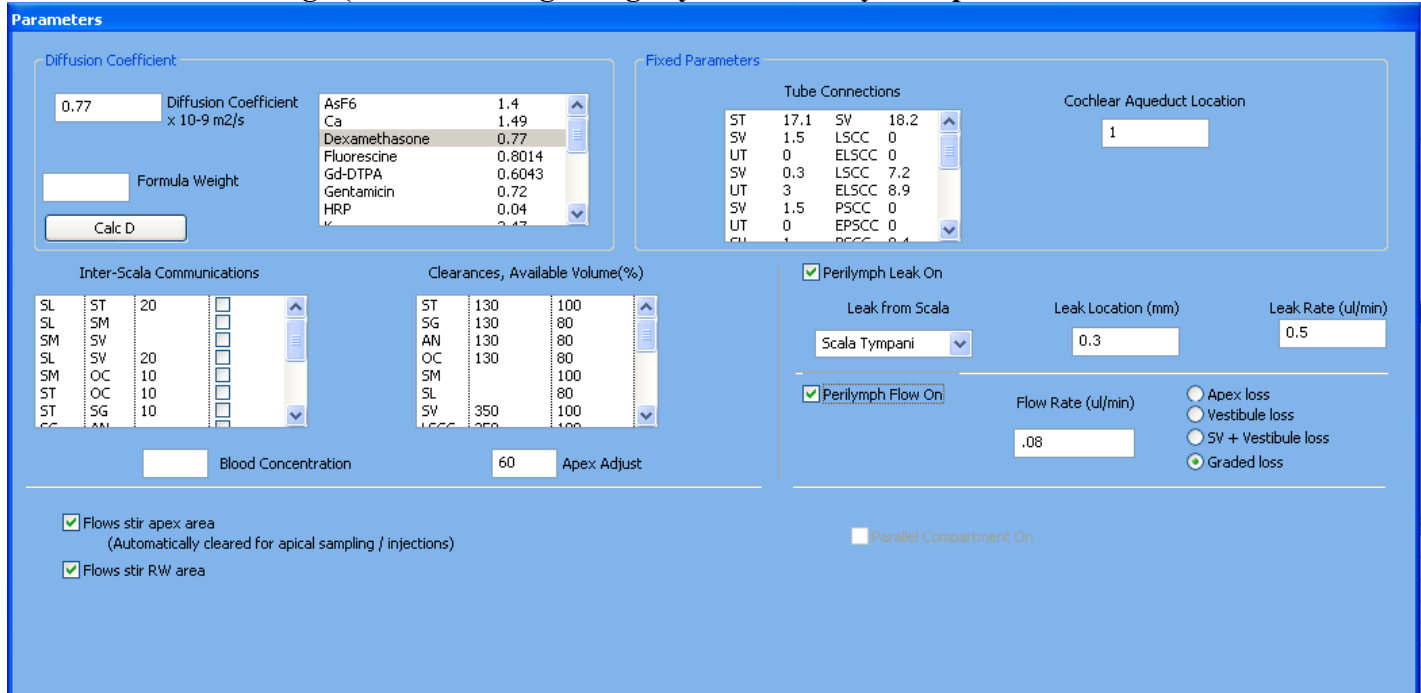 Parameters
Diffusion Coefficient
0.77 Diffusion Coefficient
x 10-9 m2/s
Formula Weight
Calc D
AsF6 1.4
Ca 1.49
Dexamethasone 0.77
Fluorescine 0.8014
Gd-DTPA 0.6043
Gentamicin 0.72
HRP 0.04
Fixed Parameters
Tube Connections
ST 17.1 SV 18.2
SV 1.5 LSCC 0
UT 0 ELSCC 0
SV 0.3 LSCC 7.2
UT 3 ELSCC 8.9
SV 1.5 PSCC 0
UT 0 EPSCC 0
Cochlear Aqueduct Location
1
Inter-Scala Communications
SL ST 20
SL SM
SM SV
SL SV 20
SM OC 10
ST OC 10
ST SG 10
Clearances, Available Volume(%)
ST 130 100
SG 130 80
AN 130 80
OC 130 80
SM 100
SL 80
SV 350 100
Blood Concentration
60 Apex Adjust
Perilymph Leak On
Leak from Scala
Scala Tympani
Leak Location (mm)
0.3
Leak Rate (ul/min)
0.5
Perilymph Flow On
Flow Rate (ul/min)
.08
Apex loss
Vestibule loss
SV + Vestibule loss
Graded loss
Flows stir apex area
(Automatically cleared for apical sampling / injections)
Flows stir RW area
Parallel Compartment On